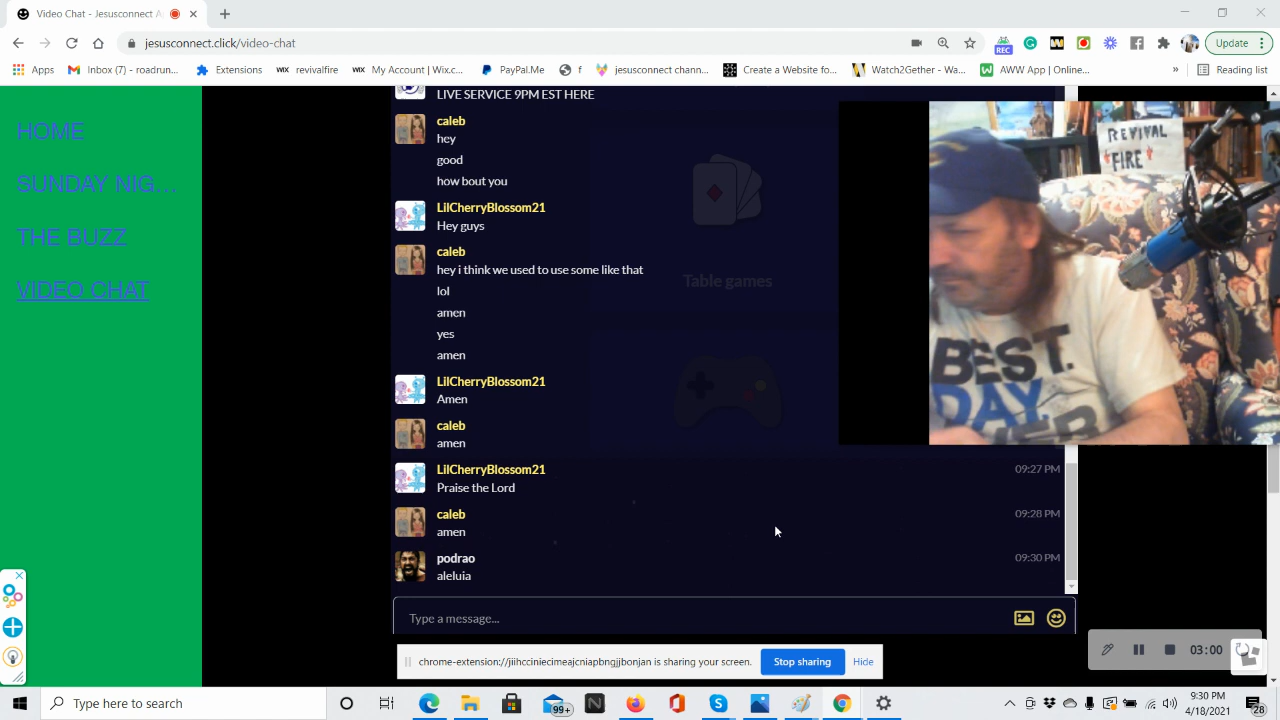 Video Chat - Jesusconnect A
jesusconnect.click/video-chat
REC
Update
Apps
Inbox (7) - roadrun...
Extensions
WIX revivalfire
WIX My Account | Wixc...
PayPal.Me
f
jesusconnect chann...
Create a Website fo...
Watch2Gether - Wa...
AWW App | Online...
»
Reading list
HOME
SUNDAY NIG...
THE BUZZ
VIDEO CHAT
LIVE SERVICE 9PM EST HERE
caleb
hey
good
how bout you
LilCherryBlossom21
Hey guys
caleb
hey i think we used to use some like that
lol
amen
yes
amen
LilCherryBlossom21
Amen
caleb
amen
LilCherryBlossom21
09:27 PM
Praise the Lord
caleb
09:28 PM
amen
podrao
09:30 PM
aleluia
Table games
REVIVAL
FIRE
BEST.
DAY.
Type a message...
chrome-extension://jiihccinecimeajcniapbngjjbonjan is sharing your screen.
Stop sharing
Hide
03:00
Type here to search
99+
9:30 PM
4/18/2021
28